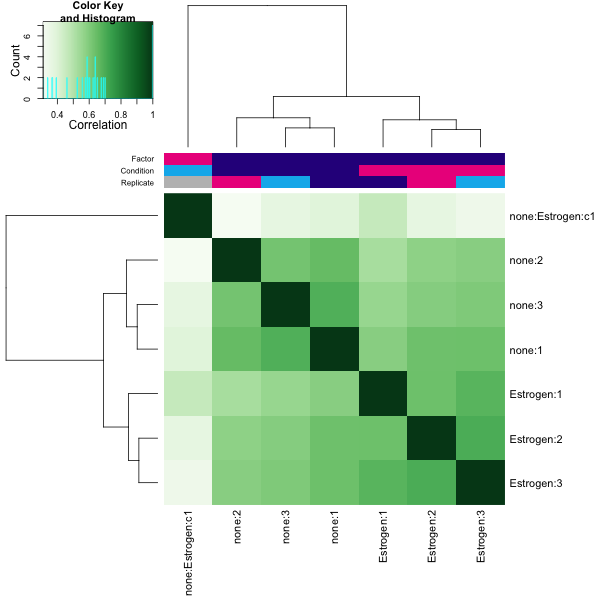 Color Key
and Histogram
Count
0 2 4 6
0.4 0.6 0.8 1
Correlation
Factor
Condition
Replicate
none:Estrogen:c1
none:2
none:3
none:1
Estrogen:1
Estrogen:2
Estrogen:3
none:Estrogen:c1
none:2
none:3
none:1
Estrogen:1
Estrogen:2
Estrogen:3